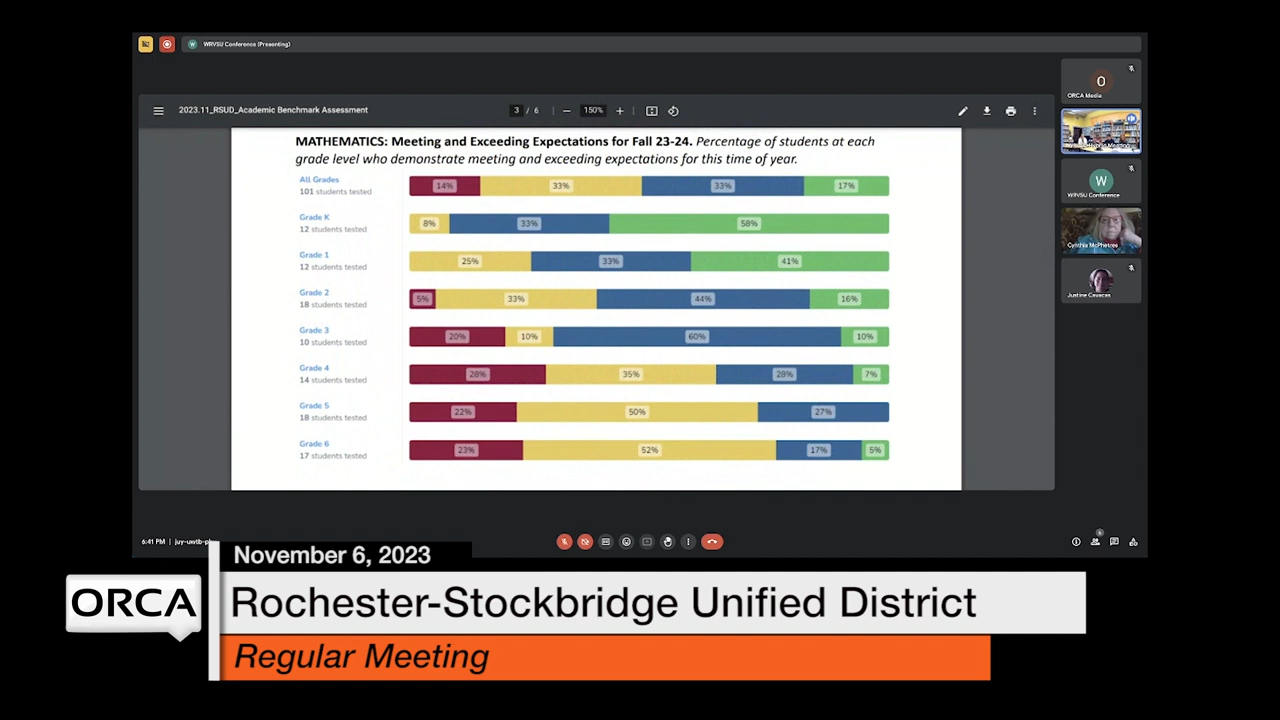 WRVSU Conference (Presenting)
2023.11_RSUD_Academic Benchmark Assessment
3 / 6
150%
MATHEMATICS: Meeting and Exceeding Expectations for Fall 23-24. Percentage of students at each
grade level who demonstrate meeting and exceeding expectations for this time of year.
All Grades
101 students tested
14% 33% 33% 17%
Grade K
12 students tested
8% 33% 58%
Grade 1
12 students tested
25% 33% 41%
Grade 2
18 students tested
5% 33% 44% 16%
Grade 3
10 students tested
20% 10% 60% 10%
Grade 4
14 students tested
28% 35% 28% 7%
Grade 5
18 students tested
22% 50% 27%
Grade 6
17 students tested
23% 52% 17% 5%
O
ORCA Media
W
WRVSU Conference
Cynthia McPhetres
Justine Cavacas
6:41 PM
November 6, 2023
ORCA
Rochester-Stockbridge Unified District
Regular Meeting